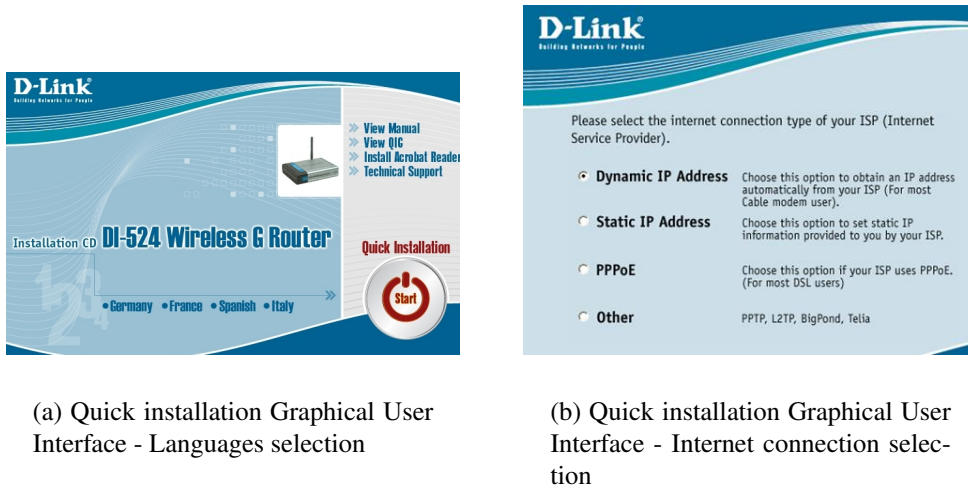 D-Link
Building Networks for People
View Manual
View QIG
Install Acrobat Reader
Technical Support
Installation CD DI-524 Wireless G Router
Quick Installation
Start
1234
•Germany •France •Spanish •Italy
(a) Quick installation Graphical User
Interface - Languages selection
D-Link
Building Networks for People
Please select the internet connection type of your ISP (Internet
Service Provider).
Dynamic IP Address
Choose this option to obtain an IP address
automatically from your ISP (For most
Cable modem user).
Static IP Address
Choose this option to set static IP
information provided to you by your ISP.
PPPoE
Choose this option if your ISP uses PPPoE.
(For most DSL users)
Other
PPTP, L2TP, BigPond, Telia
(b) Quick installation Graphical User
Interface - Internet connection selec-
tion